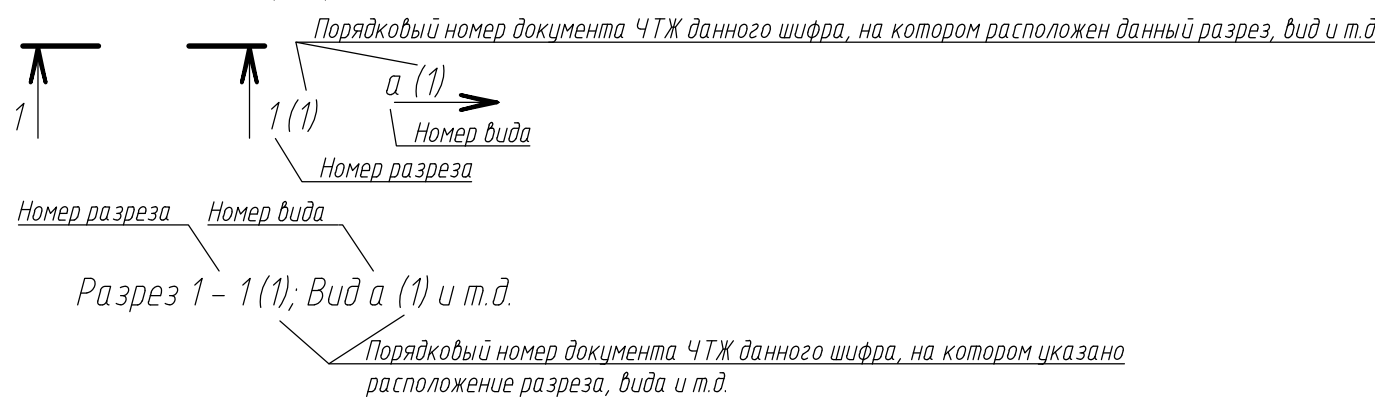 Порядковый номер документа ЧТЖ данного шифра, на котором расположен данный разрез, вид и т.д
а (1)
1
1 (1)
Номер вида
Номер разреза
Номер разреза
Номер вида
Разрез 1 – 1 (1); Вид а (1) и т.д.
Порядковый номер документа ЧТЖ данного шифра, на котором указано
расположение разреза, вида и т.д.